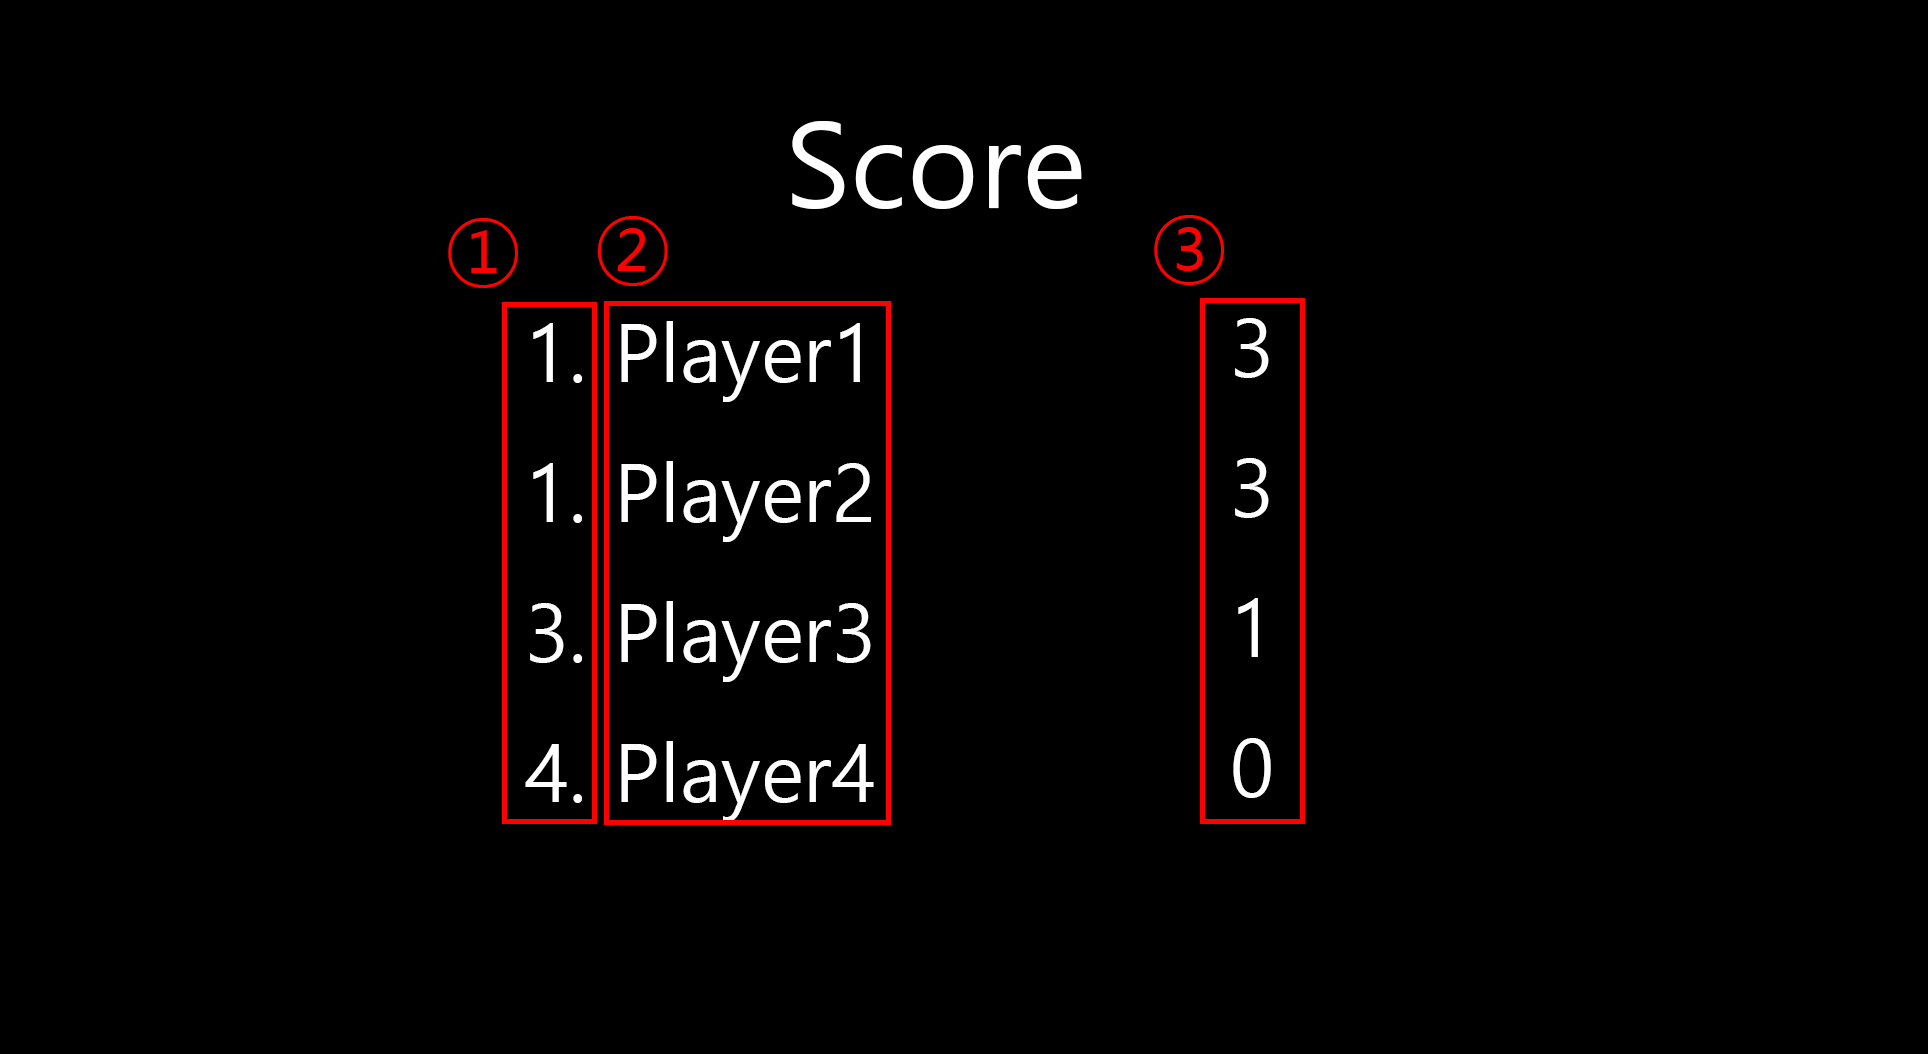 Score
① ② ③
1. Player1 3
1. Player2 3
3. Player3 1
4. Player4 0